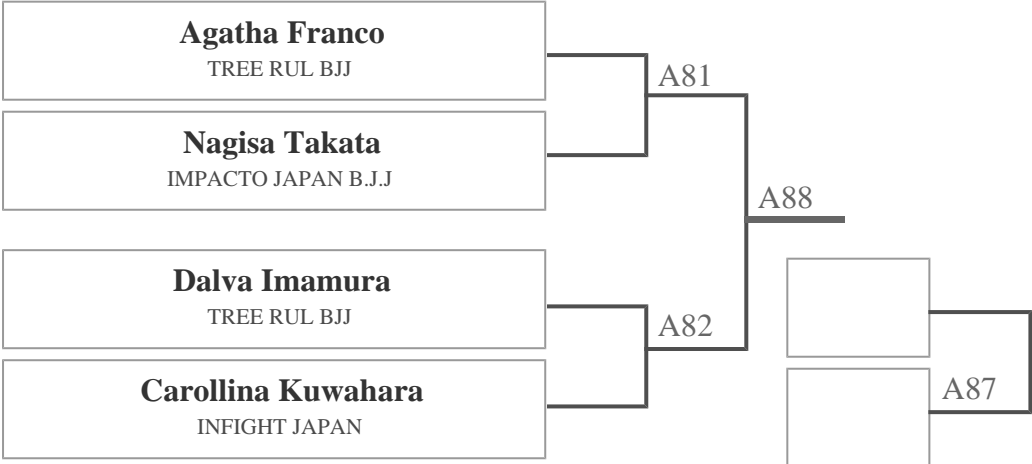 Agatha Franco
TREE RUL BJJ
A81
Nagisa Takata
IMPACTO JAPAN B.J.J
A88
Dalva Imamura
TREE RUL BJJ
A82
Carollina Kuwahara
INFIGHT JAPAN
A87